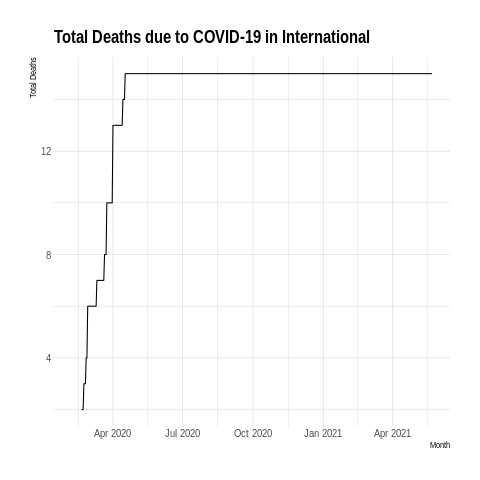 Total Deaths due to COVID-19 in International
Total Deaths
12
8
4
Apr 2020 Jul 2020 Oct 2020 Jan 2021 Apr 2021
Month